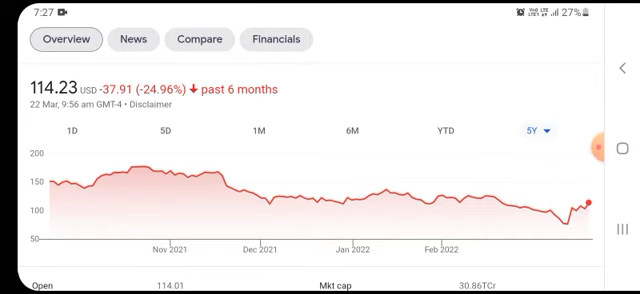 7:27
27%
Overview News Compare Financials
114.23 USD -37.91 (-24.96%) past 6 months
22 Mar, 9:56 am GMT-4 • Disclaimer
1D 5D 1M 6M YTD 5Y
200
150
100
50
Nov 2021 Dec 2021 Jan 2022 Feb 2022
Open 114.01 Mkt cap 30.86TCr